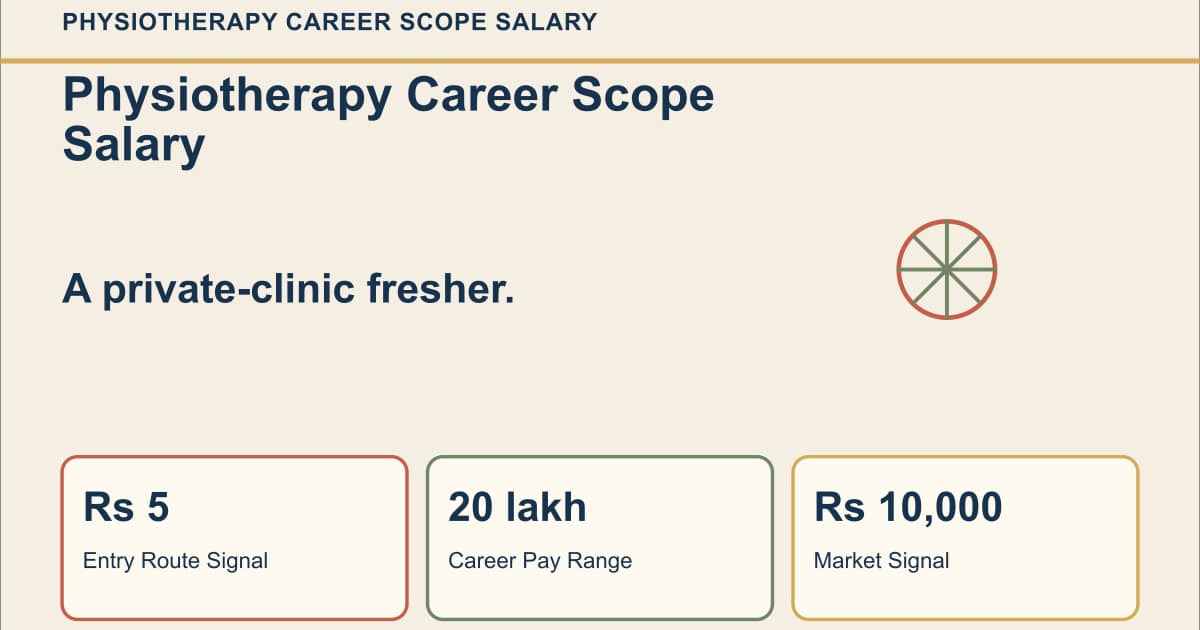 PHYSIOTHERAPY CAREER SCOPE SALARY
Physiotherapy Career Scope
Salary
A private-clinic fresher.
Rs 5
Entry Route Signal
20 lakh
Career Pay Range
Rs 10,000
Market Signal